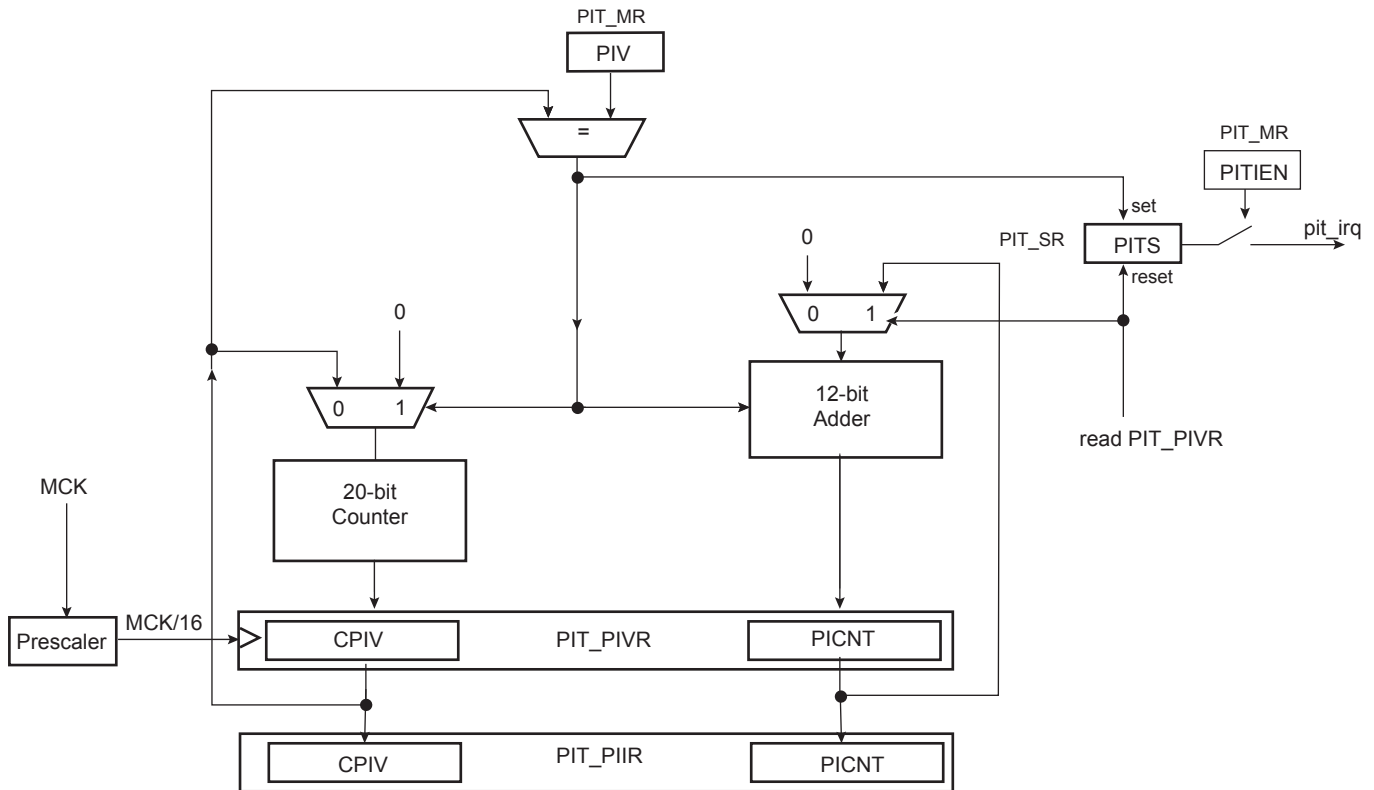 PIT_MR
PIV
=
PIT_MR
PITIEN
set
0
PIT_SR
PITS
pit_irq
reset
0 1
0
12-bit
Adder
0 1
read PIT_PIVR
MCK
20-bit
Counter
MCK/16
Prescaler
CPIV
PIT_PIVR
PICNT
CPIV
PIT_PIIR
PICNT